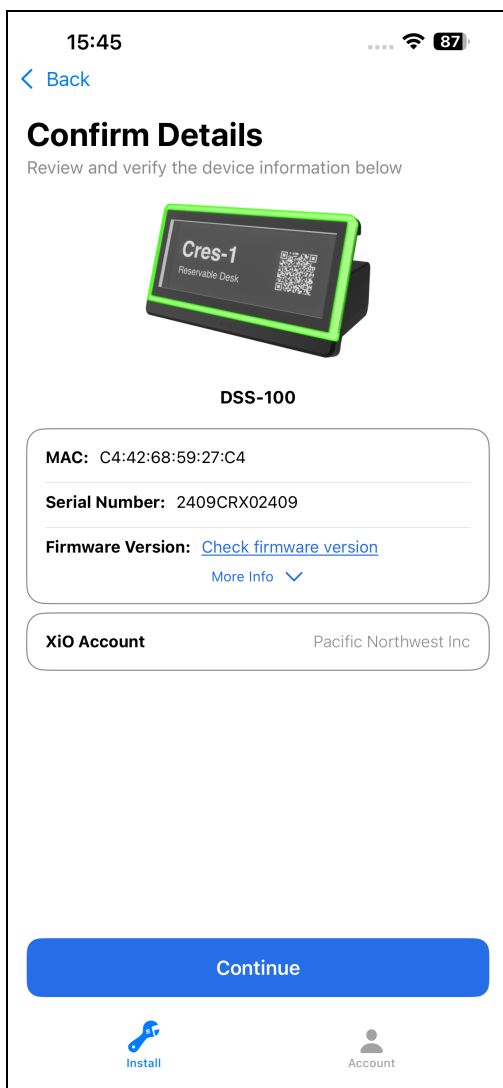 15:45
87
Back
Confirm Details
Review and verify the device information below
Cres-1
Reservable Desk
DSS-100
MAC: C4:42:68:59:27:C4
Serial Number: 2409CRX02409
Firmware Version: Check firmware version
More Info
XiO Account Pacific Northwest Inc
Continue
Install Account